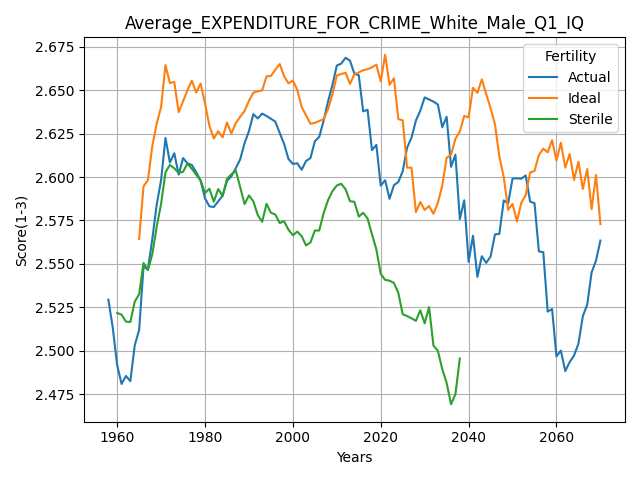 Average_EXPENDITURE_FOR_CRIME_White_Male_Q1_IQ
Fertility
Actual
Ideal
Sterile
Score(1-3)
2.675
2.650
2.625
2.600
2.575
2.550
2.525
2.500
2.475
1960 1980 2000 2020 2040 2060
Years